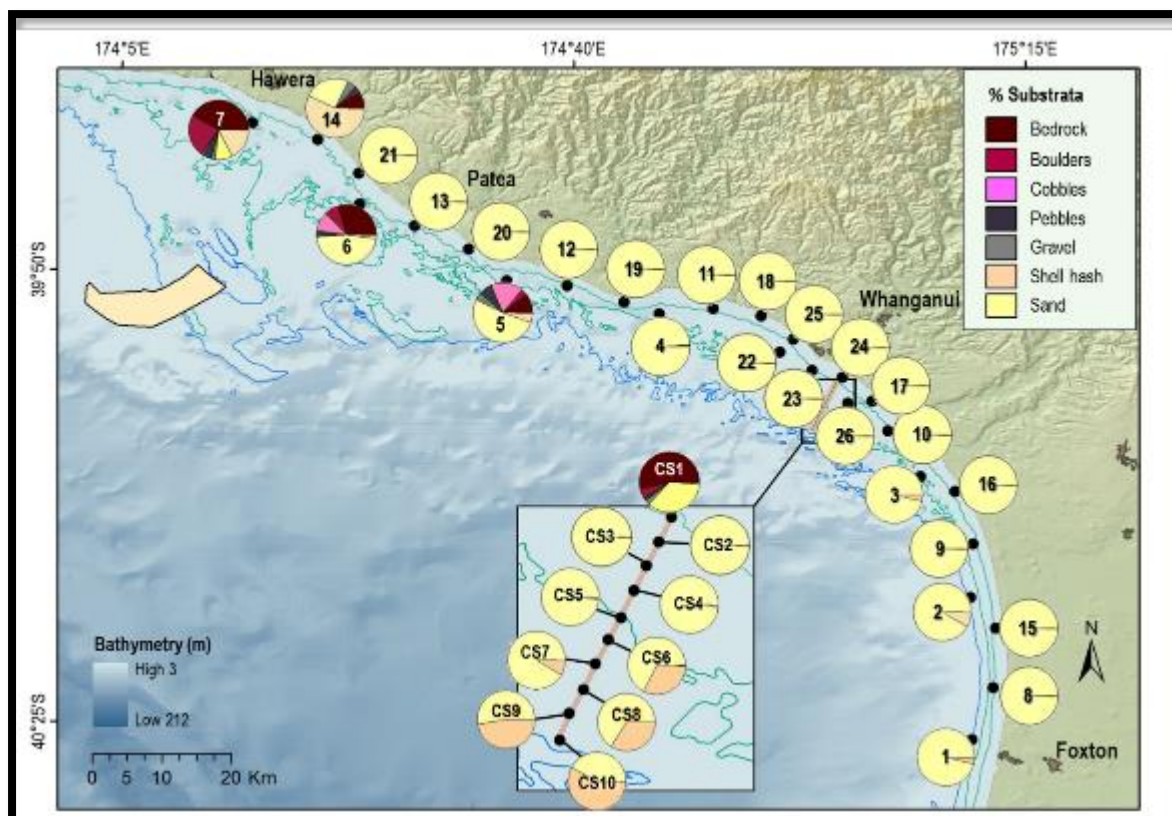 174°5'E 174°40'E 175°15'E
Hawera
% Substrata
Bedrock
Boulders
Cobbles
Pebbles
Gravel
Shell hash
Sand
7
14
21
Patea
13
6
20
12
19
11
18
Whanganui
5
4
25
22
24
23
17
26
10
3
16
9
2
15
8
1
Foxton
39°50'S
40°25'S
CS1
CS3
CS2
CS5
CS4
CS7
CS6
CS9
CS8
CS10
Bathymetry (m)
High 3
Low 212
0 5 10 20 Km
N